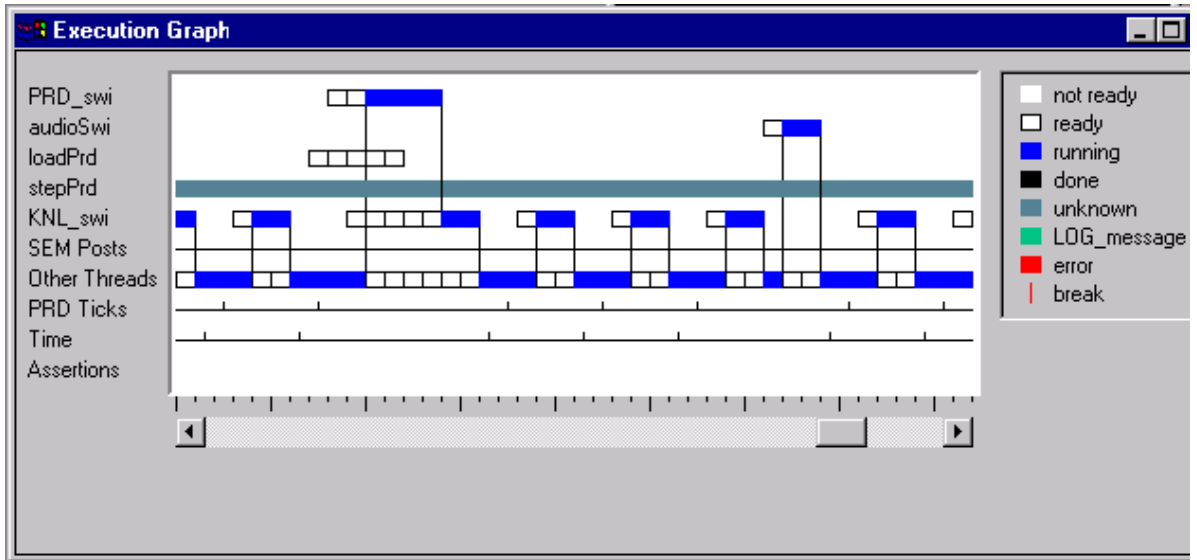 Execution Graph
PRD_swi
audioSwi
loadPrd
stepPrd
KNL_swi
SEM Posts
Other Threads
PRD Ticks
Time
Assertions
not ready
ready
running
done
unknown
LOG_message
error
break